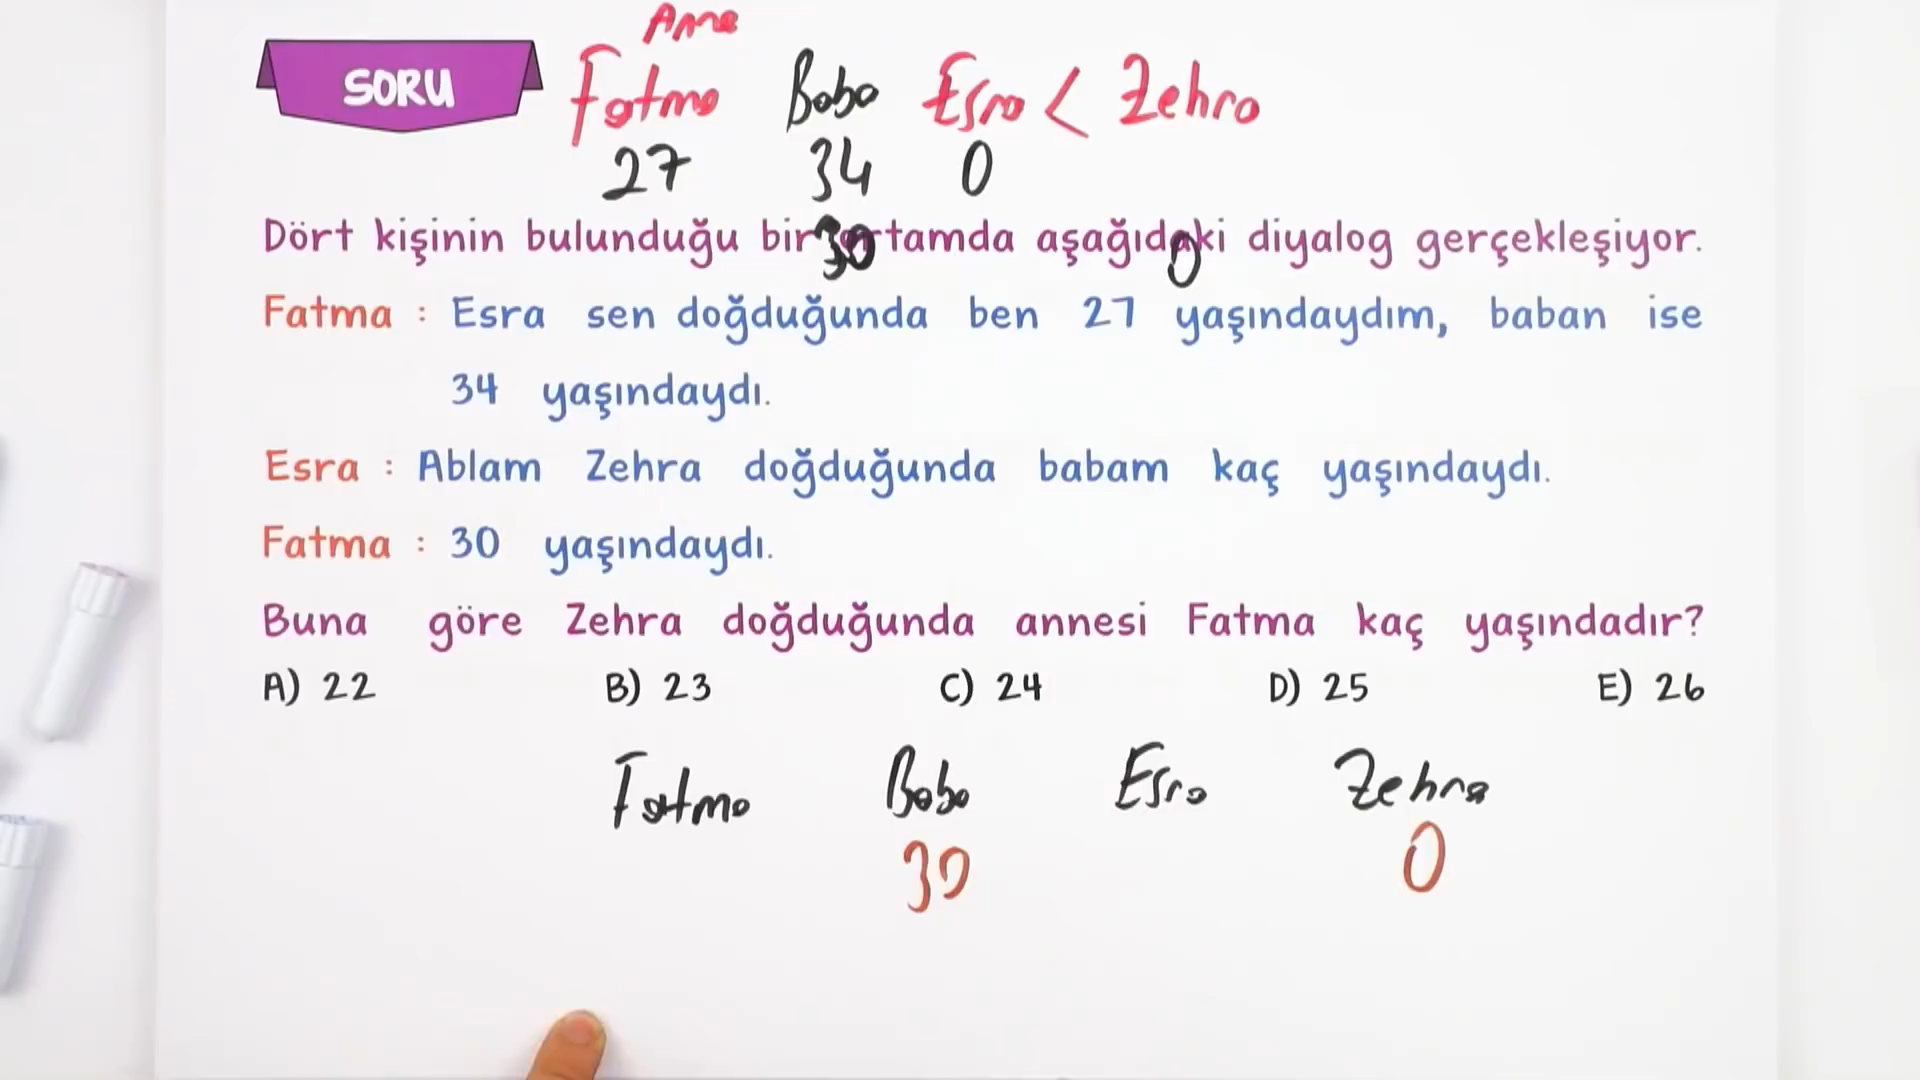 Anne
SORU Fatma Baba Esra < Zehra
27 34 0
Dört kişinin bulunduğu bir ortamda aşağıdaki diyalog gerçekleşiyor.
30 0
Fatma : Esra sen doğduğunda ben 27 yaşındaydım, baban ise
34 yaşındaydı.
Esra : Ablam Zehra doğduğunda babam kaç yaşındaydı.
Fatma : 30 yaşındaydı.
Buna göre Zehra doğduğunda annesi Fatma kaç yaşındadır?
A) 22 B) 23 C) 24 D) 25 E) 26
Fatma Baba Esra Zehra
30 0